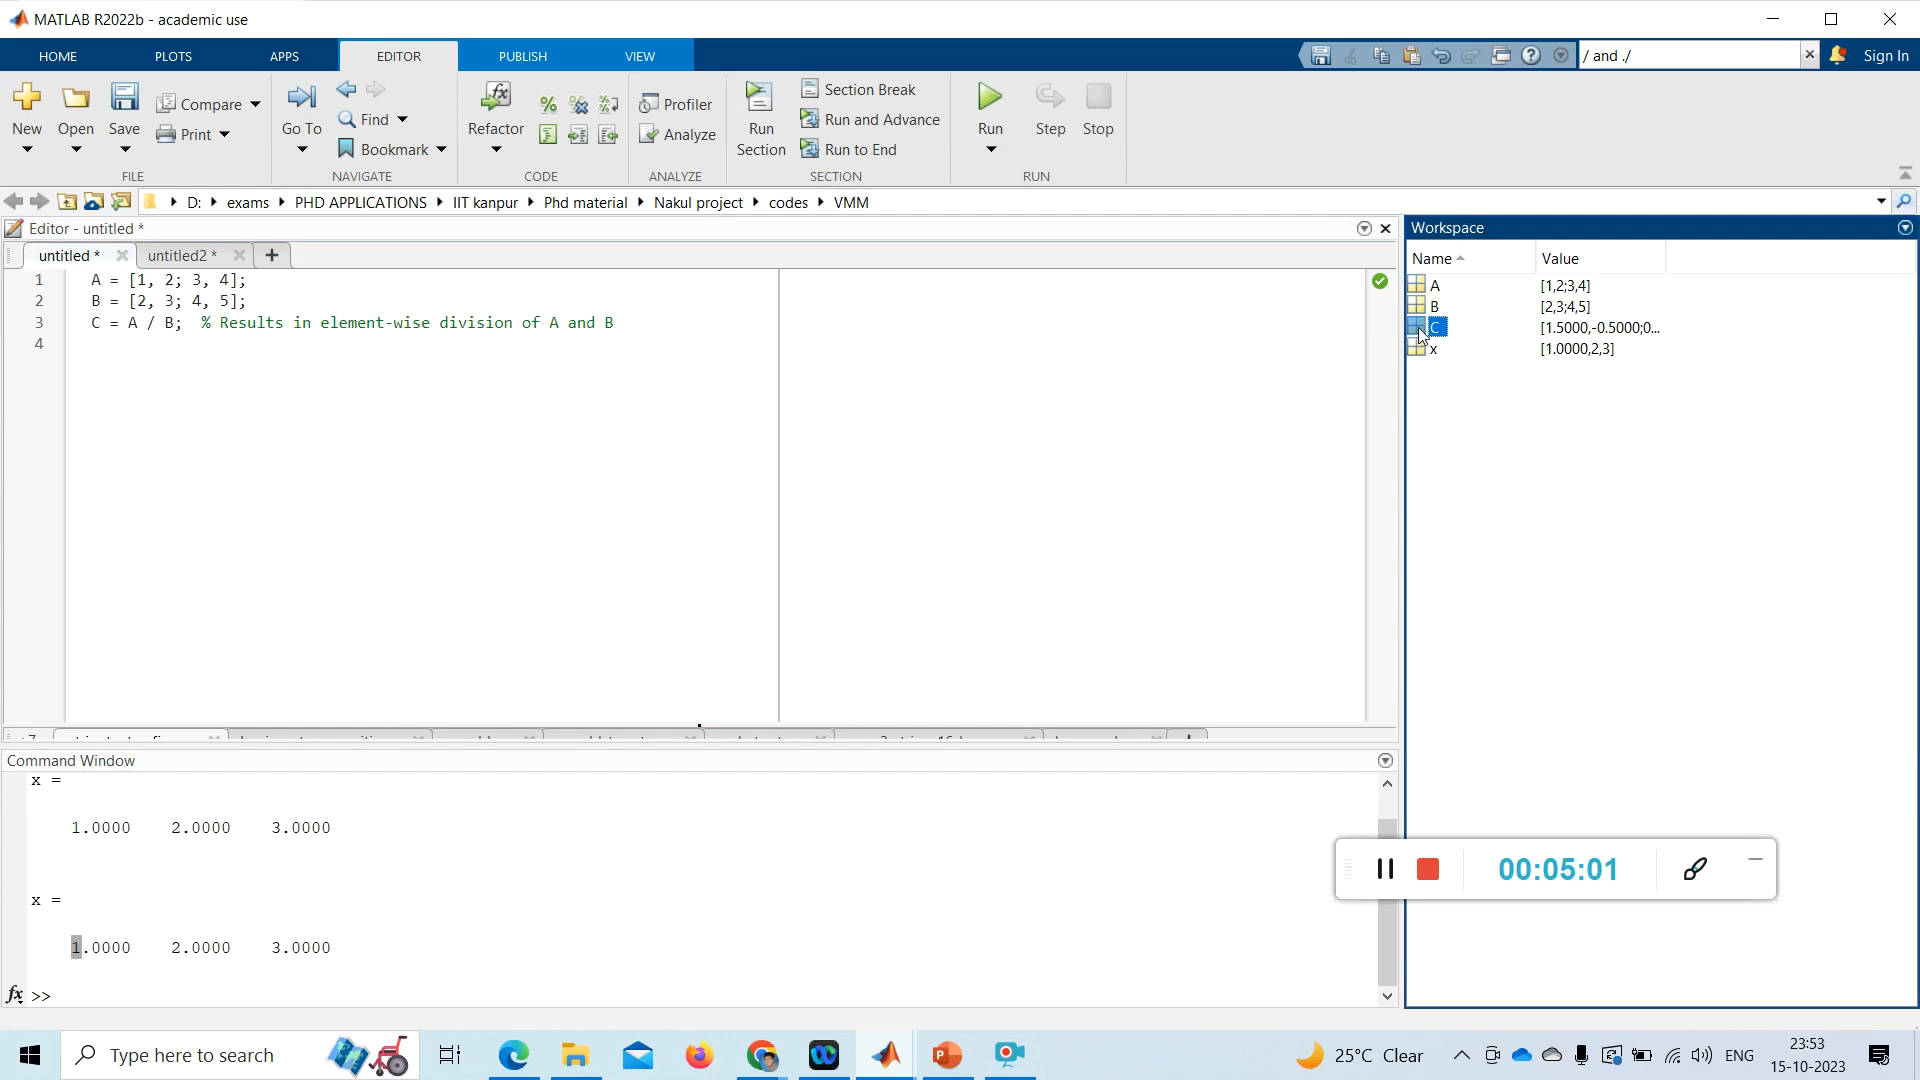 MATLAB R2022b - academic use
HOME PLOTS APPS EDITOR PUBLISH VIEW / and ./ Sign In
New Open Save Compare Print Go To Find Bookmark Refactor Profiler Analyze Run Section Section Break Run and Advance Run to End Run Step Stop
FILE NAVIGATE CODE ANALYZE SECTION RUN
D: exams PHD APPLICATIONS IIT kanpur Phd material Nakul project codes VMM
Editor - untitled *
untitled * untitled2 *
1 A = [1, 2; 3, 4];
2 B = [2, 3; 4, 5];
3 C = A / B; % Results in element-wise division of A and B
4
Workspace
Name Value
A [1,2;3,4]
B [2,3;4,5]
C [1.5000,-0.5000;0...
x [1.0000,2,3]
Command Window
x =
1.0000 2.0000 3.0000
x =
1.0000 2.0000 3.0000
fx >>
00:05:01
Type here to search
25°C Clear
ENG
23:53
15-10-2023